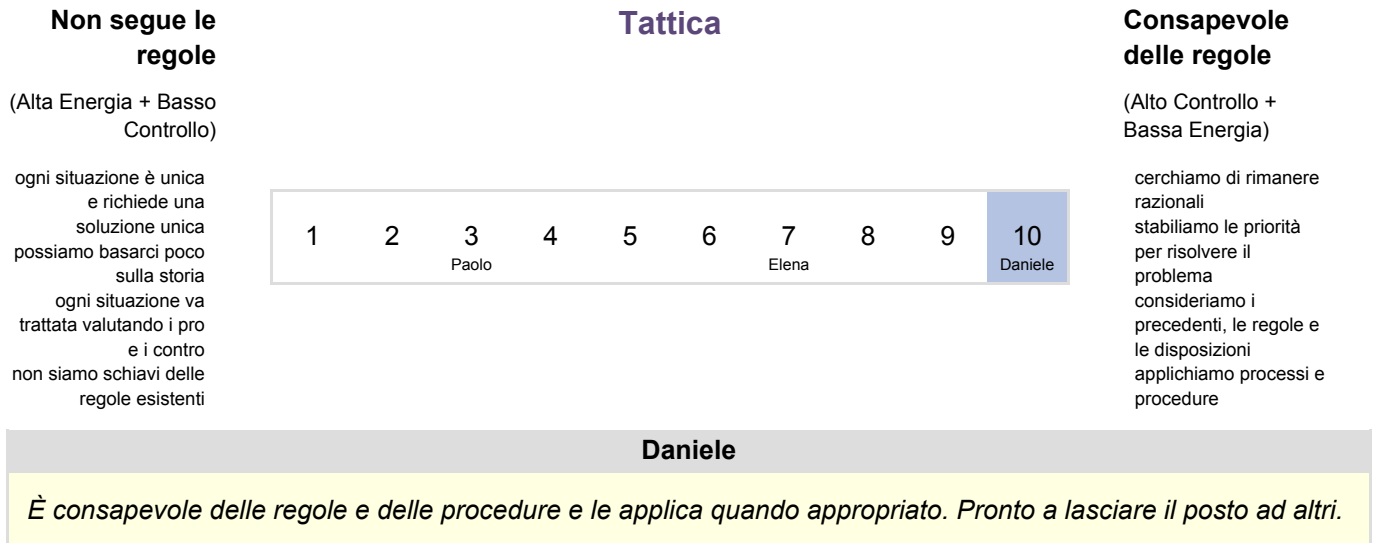 Non segue le
regole
(Alta Energia + Basso
Controllo)
ogni situazione è unica
e richiede una
soluzione unica
possiamo basarci poco
sulla storia
ogni situazione va
trattata valutando i pro
e i contro
non siamo schiavi delle
regole esistenti
Tattica
1 2 3 4 5 6 7 8 9 10
Paolo Elena Daniele
Consapevole
delle regole
(Alto Controllo +
Bassa Energia)
cerchiamo di rimanere
razionali
stabiliamo le priorità
per risolvere il
problema
consideriamo i
precedenti, le regole e
le disposizioni
applichiamo processi e
procedure
Daniele
È consapevole delle regole e delle procedure e le applica quando appropriato. Pronto a lasciare il posto ad altri.